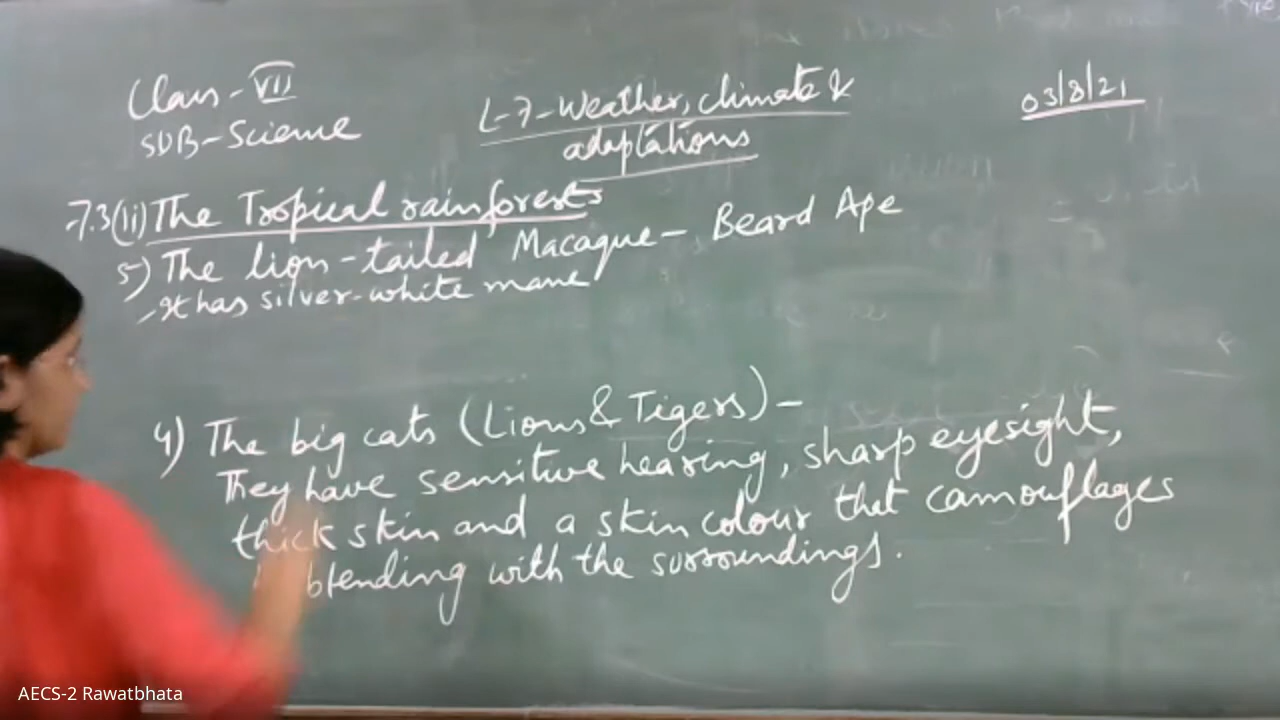 Class - VII
SUB - Science
L-7 - Weather, climate &
adaptations
03/8/21
7.3(ii) The Tropical rainforests
5) The lion-tailed Macaque - Beard Ape
- It has silver-white mane
4) The big cats (Lions & Tigers) -
They have sensitive hearing, sharp eyesight,
thick skin and a skin colour that camouflages
blending with the surroundings.
AECS-2 Rawatbhata